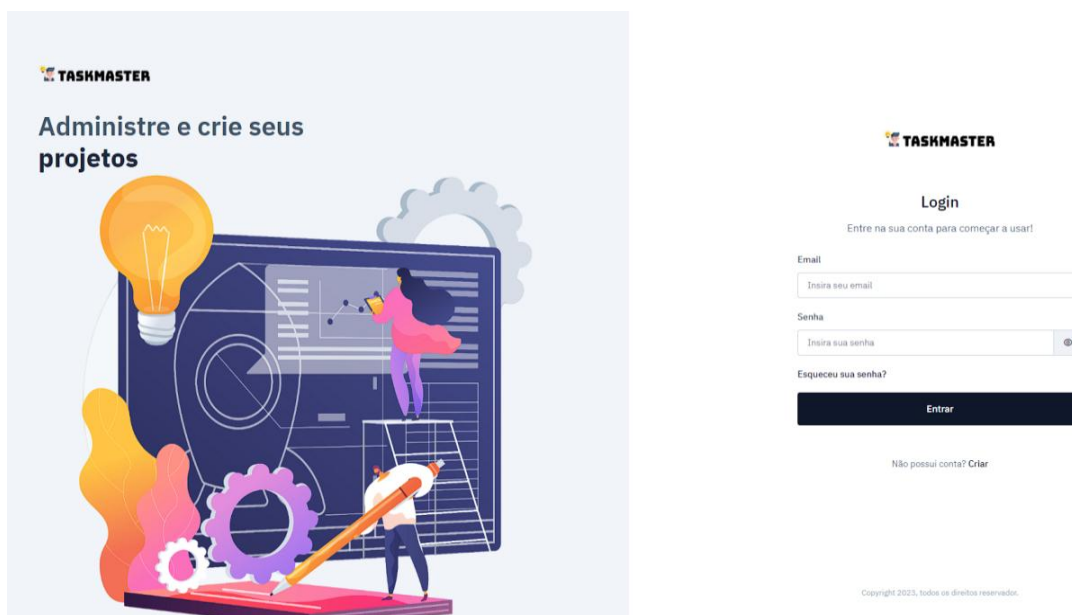 TASKMASTER
Administre e crie seus
projetos
TASKMASTER
Login
Entre na sua conta para começar a usar!
Email
Insira seu email
Senha
Insira sua senha
Esqueceu sua senha?
Entrar
Não possui conta? Criar
Copyright 2023, todos os direitos reservador.